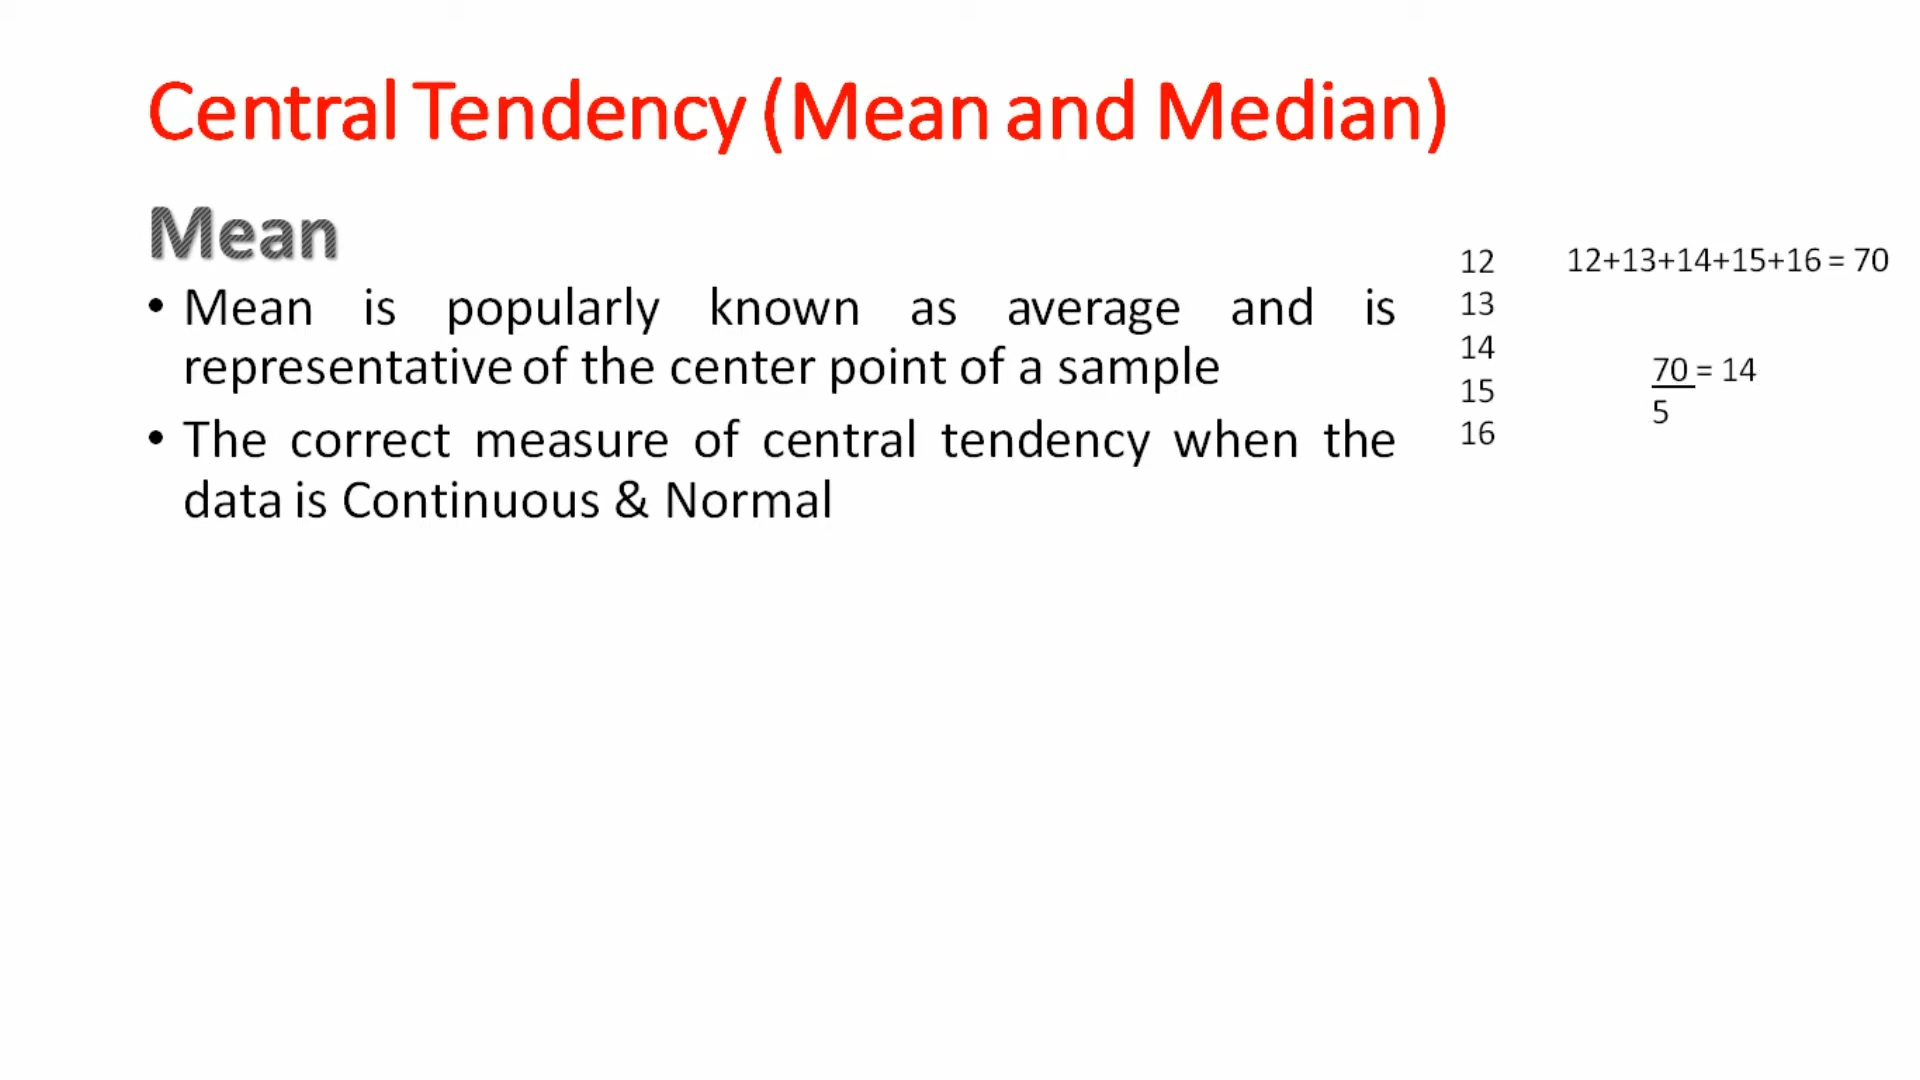 Central Tendency (Mean and Median)
Mean
• Mean is popularly known as average and is
representative of the center point of a sample
• The correct measure of central tendency when the
data is Continuous & Normal
12
13
14
15
16
12+13+14+15+16 = 70
70 = 14
5